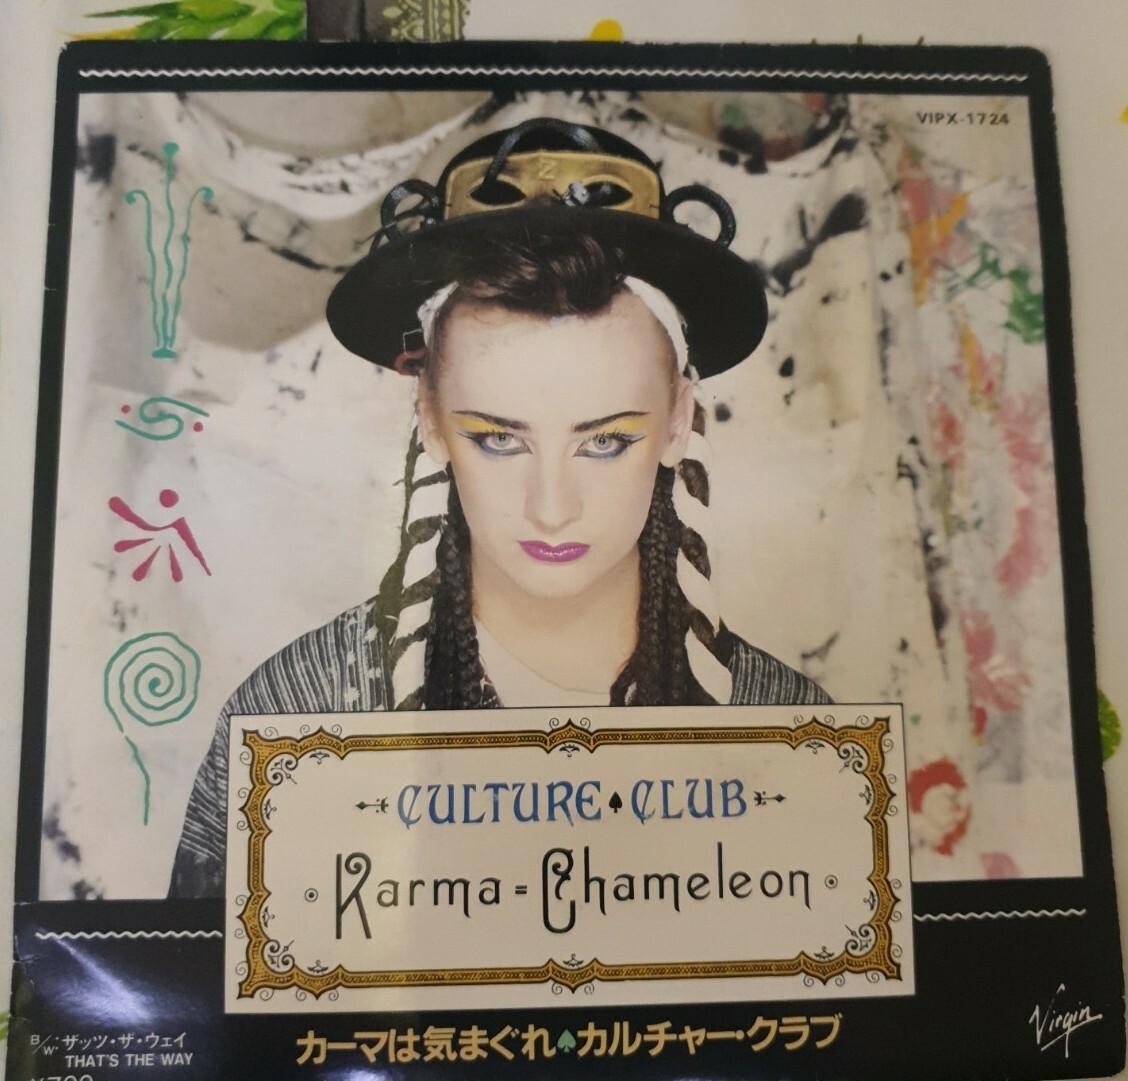 VIPX-1724
Z
CULTURE♠CLUB
Karma=Chameleon
カーマは気まぐれ♠カルチャー・クラブ
B/W: ザッツ・ザ・ウェイ
THAT'S THE WAY
Virgin